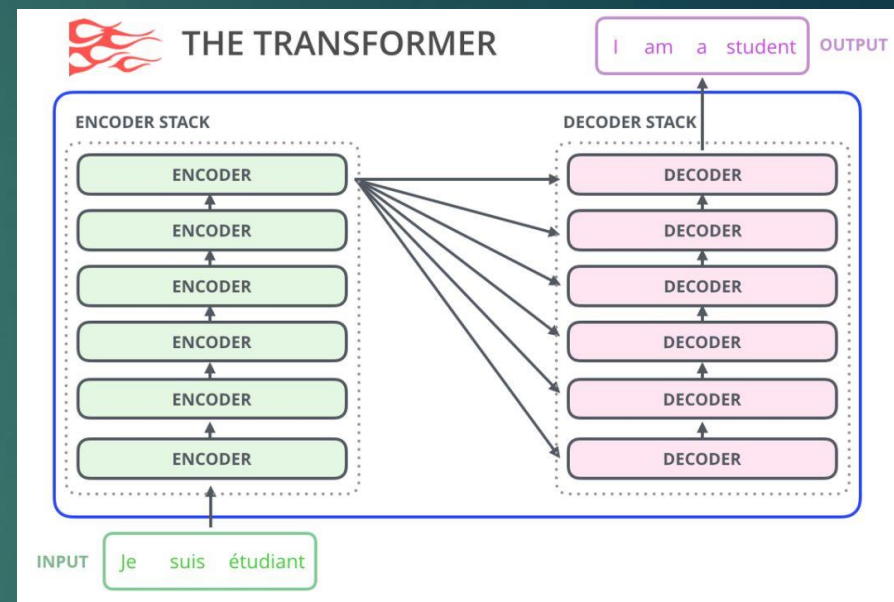 THE TRANSFORMER
I am a student OUTPUT
ENCODER STACK
ENCODER
ENCODER
ENCODER
ENCODER
ENCODER
ENCODER
DECODER STACK
DECODER
DECODER
DECODER
DECODER
DECODER
DECODER
INPUT Je suis étudiant